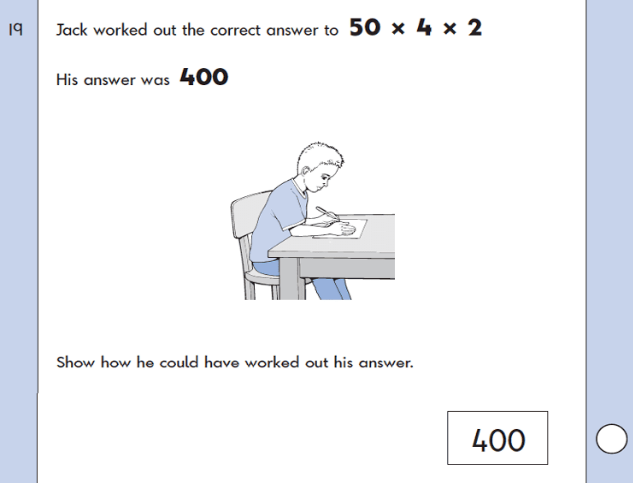 19 Jack worked out the correct answer to 50 × 4 × 2
His answer was 400
Show how he could have worked out his answer.
400